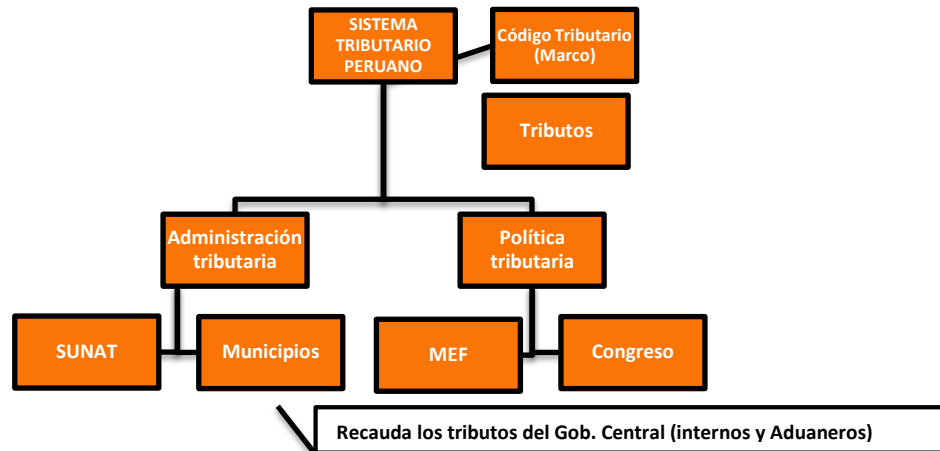 SISTEMA
TRIBUTARIO
PERUANO
Código Tributario
(Marco)
Tributos
Administración
tributaria
Política
tributaria
SUNAT
Municipios
MEF
Congreso
Recauda los tributos del Gob. Central (internos y Aduaneros)